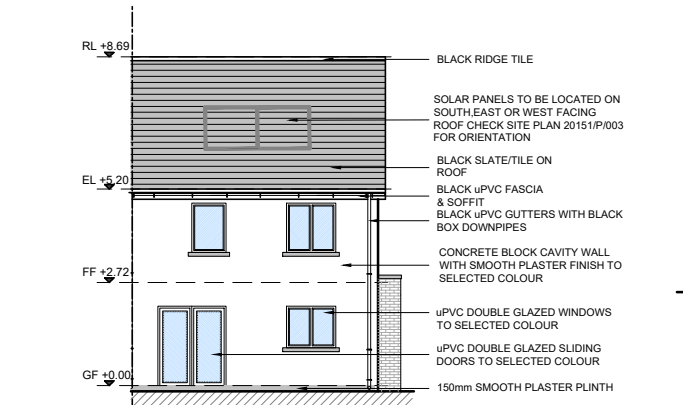 RL +8.69
BLACK RIDGE TILE
SOLAR PANELS TO BE LOCATED ON
SOUTH,EAST OR WEST FACING
ROOF CHECK SITE PLAN 20151/P/003
FOR ORIENTATION
BLACK SLATE/TILE ON
ROOF
EL +5.20
BLACK uPVC FASCIA
& SOFFIT
BLACK uPVC GUTTERS WITH BLACK
BOX DOWNPIPES
CONCRETE BLOCK CAVITY WALL
WITH SMOOTH PLASTER FINISH TO
SELECTED COLOUR
FF +2.72
uPVC DOUBLE GLAZED WINDOWS
TO SELECTED COLOUR
uPVC DOUBLE GLAZED SLIDING
DOORS TO SELECTED COLOUR
GF +0.00
150mm SMOOTH PLASTER PLINTH